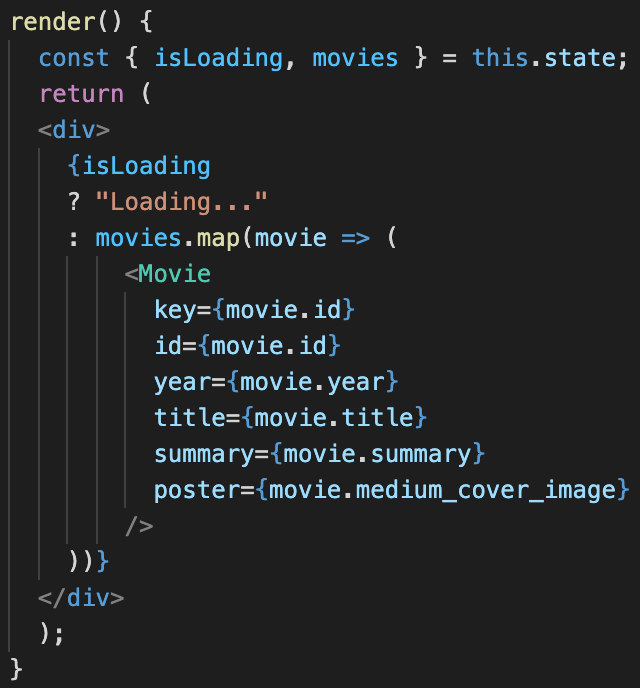 render() {
  const { isLoading, movies } = this.state;
  return (
  <div>
    {isLoading
    ? "Loading..."
    : movies.map(movie => (
        <Movie
          key={movie.id}
          id={movie.id}
          year={movie.year}
          title={movie.title}
          summary={movie.summary}
          poster={movie.medium_cover_image}
        />
    ))}
  </div>
  );
}